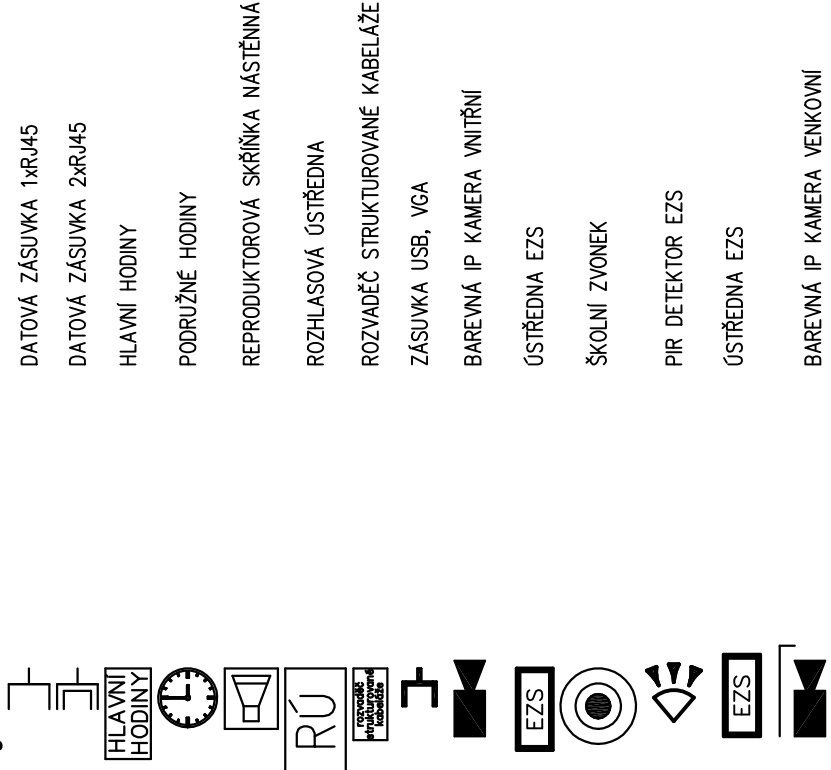 DATOVÁ ZÁSUVKA 1xRJ45
DATOVÁ ZÁSUVKA 2xRJ45
HLAVNÍ HODINY
PODRUŽNÉ HODINY
REPRODUKTOROVÁ SKŘÍŇKA NÁSTĚNNÁ
ROZHLASOVÁ ÚSTŘEDNA
ROZVADĚČ STRUKTUROVANÉ KABELÁŽE
ZÁSUVKA USB, VGA
BAREVNÁ IP KAMERA VNITŘNÍ
ÚSTŘEDNA EZS
ŠKOLNÍ ZVONEK
PIR DETEKTOR EZS
ÚSTŘEDNA EZS
BAREVNÁ IP KAMERA VENKOVNÍ
HLAVNÍ
HODINY
RÚ
rozvaděč
strukturované
kabeláže
EZS
EZS